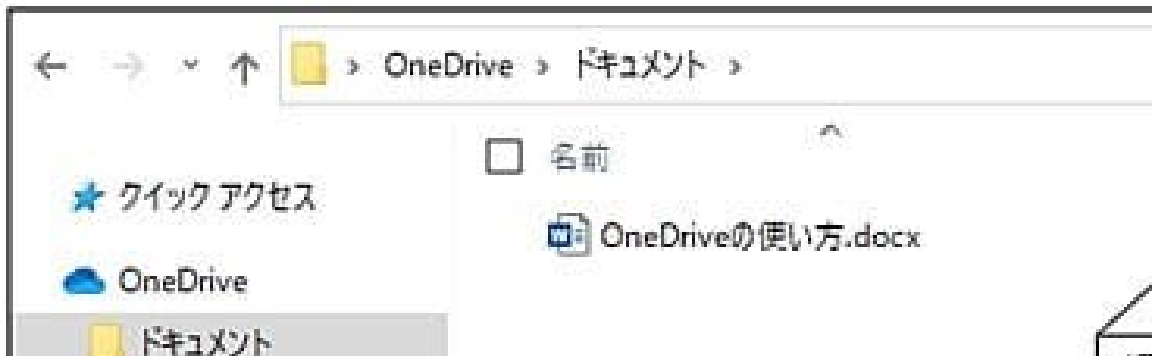 OneDrive › ドキュメント ›
名前
クイック アクセス
OneDriveの使い方.docx
OneDrive
ドキュメント